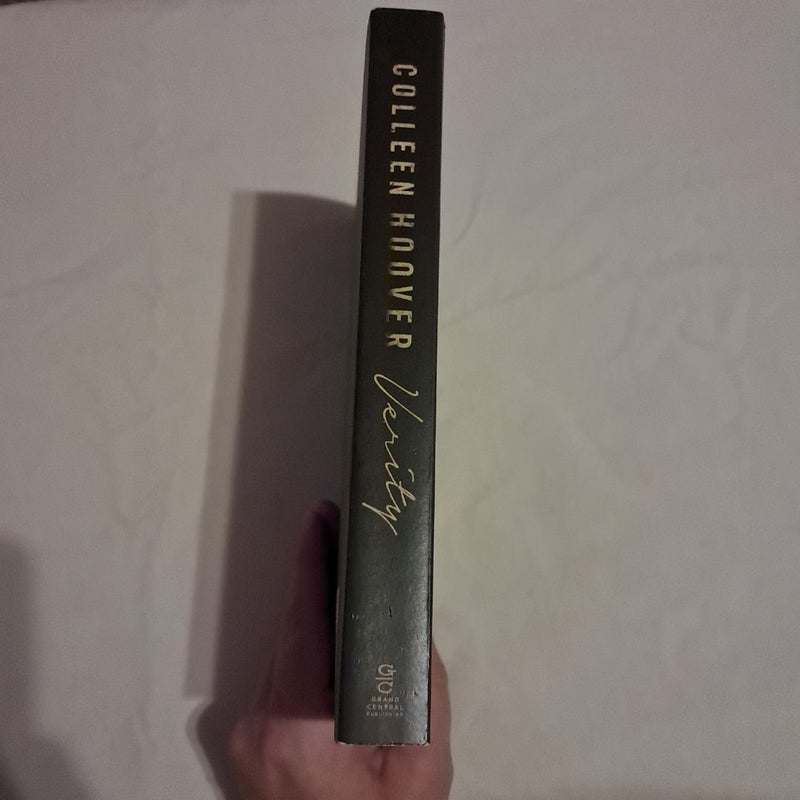 COLLEEN HOOVER
Verity
GRAND
CENTRAL
PUBLISHING